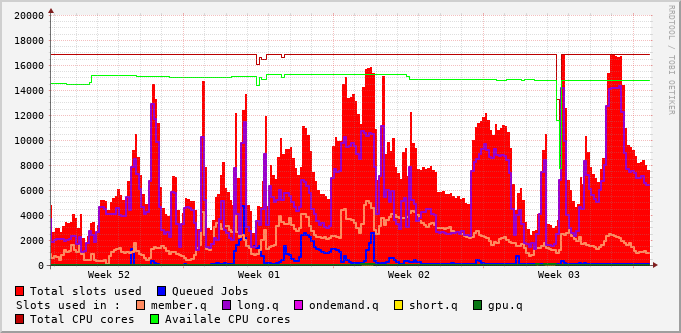 20000
18000
16000
14000
12000
10000
8000
6000
4000
2000
0
Week 52 Week 01 Week 02 Week 03
RRDTOOL / TOBI OETIKER
Total slots used Queued Jobs
Slots used in : member.q long.q ondemand.q short.q gpu.q
Total CPU cores Availale CPU cores